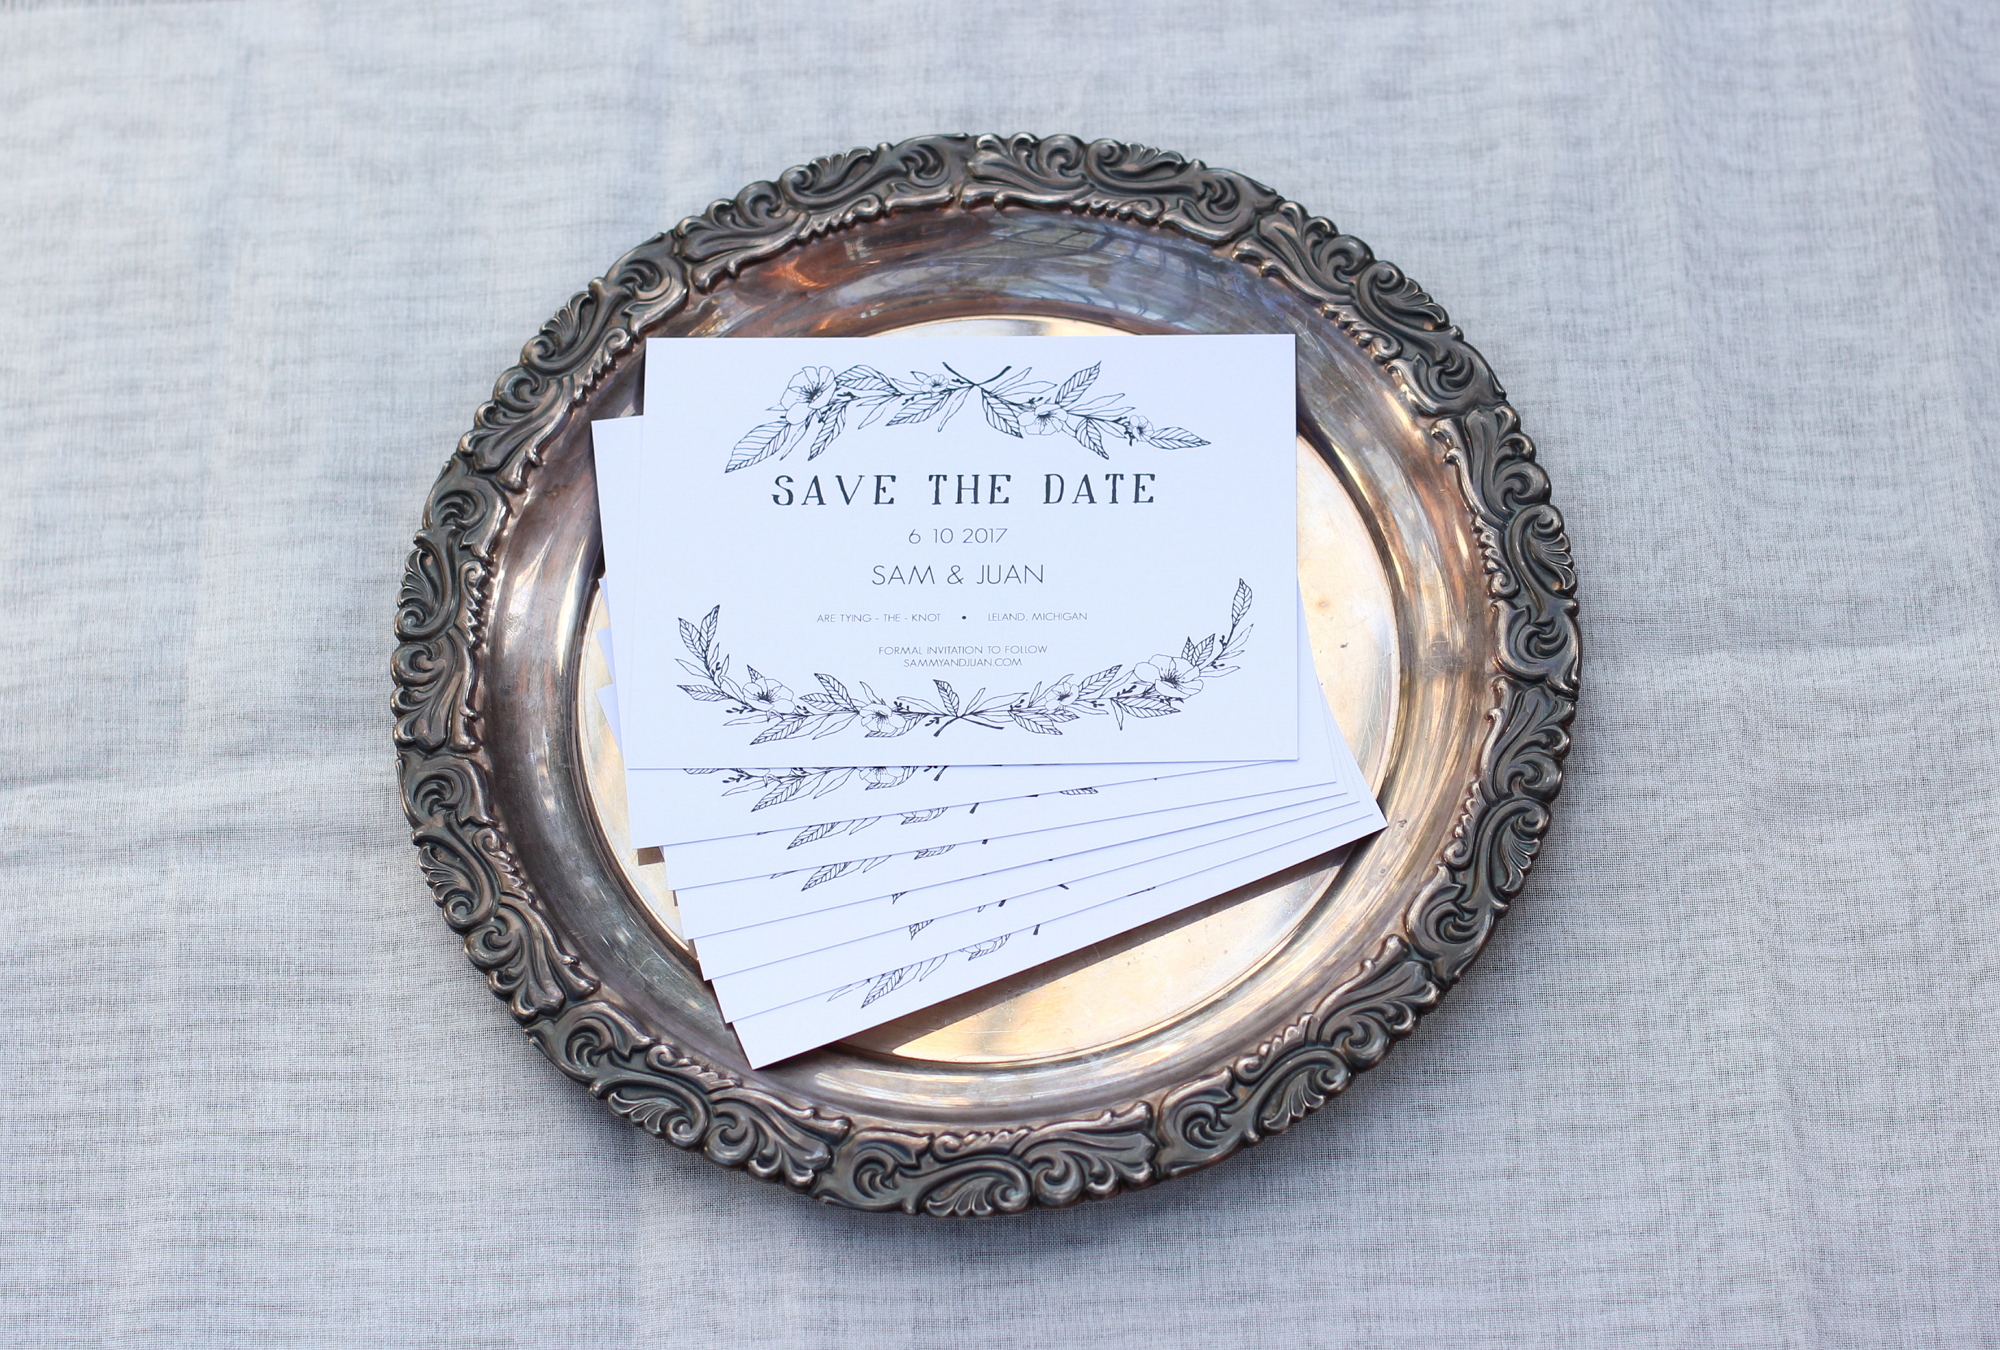 SAVE THE DATE
6 10 2017
SAM & JUAN
ARE TYING - THE - KNOT • LELAND, MICHIGAN
FORMAL INVITATION TO FOLLOW
SAMMYANDJUAN.COM